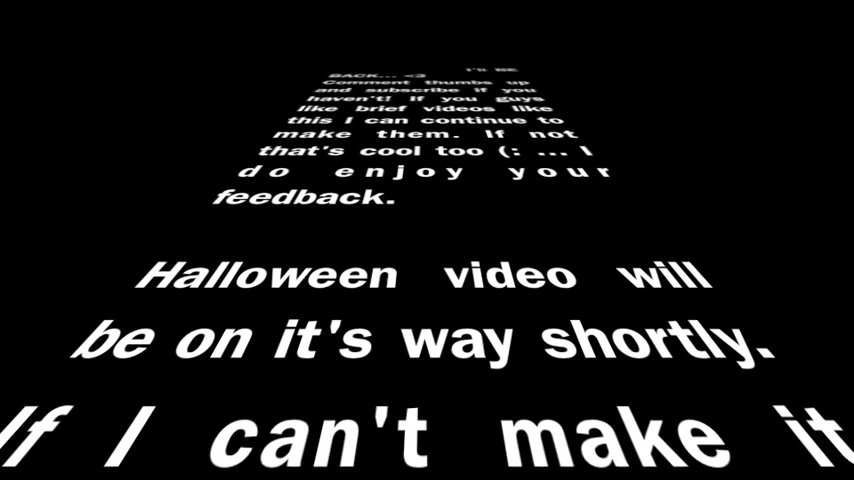 I'll BE
BACK... <3
Comment thumbs up
and subscribe if you
haven't! If you guys
like brief videos like
this I can continue to
make them. If not
that's cool too (: ... I
do enjoy your
feedback.
Halloween video will
be on it's way shortly.
If I can't make it